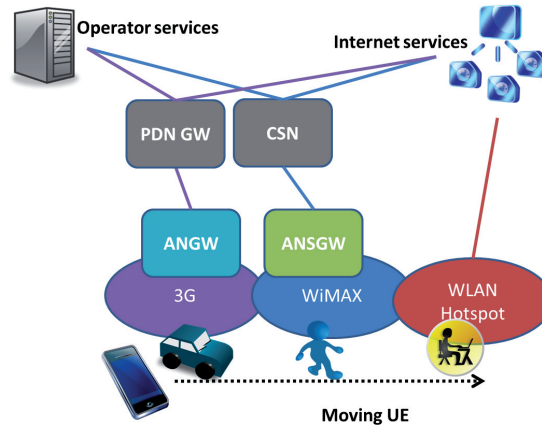 Operator services
Internet services
PDN GW
CSN
ANGW
ANSGW
3G
WiMAX
WLAN
Hotspot
Moving UE